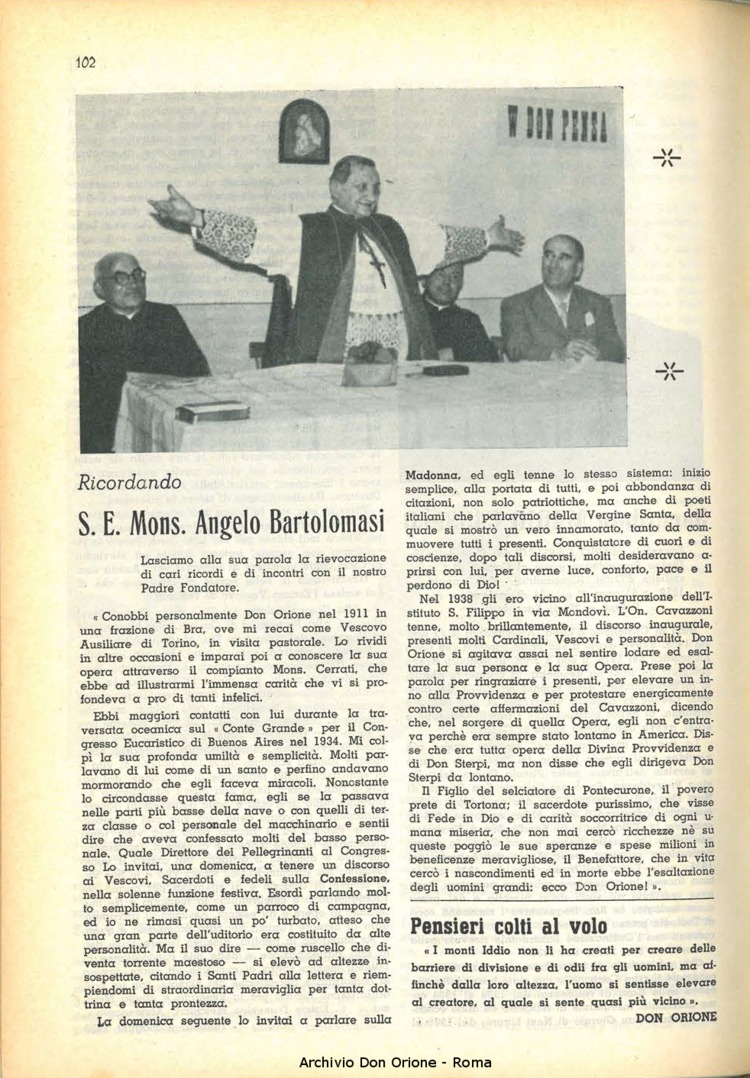 102
W DON PENSA
Ricordando
S. E. Mons. Angelo Bartolomasi
Lasciamo alla sua parola la rievocazione
di cari ricordi e di incontri con il nostro
Padre Fondatore.
« Conobbi personalmente Don Orione nel 1911 in
una frazione di Bra, ove mi recai come Vescovo
Ausiliare di Torino, in visita pastorale. Lo rividi
in altre occasioni e imparai poi a conoscere la sua
opera attraverso il compianto Mons. Cerrati, che
ebbe ad illustrarmi l'immensa carità che vi si pro-
fondeva a pro di tanti infelici.
Ebbi maggiori contatti con lui durante la tra-
versata oceanica sul « Conte Grande » per il Con-
gresso Eucaristico di Buenos Aires nel 1934. Mi col-
pì la sua profonda umiltà e semplicità. Molti par-
lavano di lui come di un santo e perfino andavano
mormorando che egli faceva miracoli. Nonostante
lo circondasse questa fama, egli se la passava
nelle parti più basse della nave o con quelli di ter-
za classe o col personale del macchinario e sentii
dire che aveva confessato molti del basso perso-
nale. Quale Direttore dei Pellegrinanti al Congres-
so Lo invitai, una domenica, a tenere un discorso
ai Vescovi, Sacerdoti e fedeli sulla Confessione,
nella solenne funzione festiva. Esordì parlando mol-
to semplicemente, come un parroco di campagna,
ed io ne rimasi quasi un po' turbato, atteso che
una gran parte dell'uditorio era costituito da alte
personalità. Ma il suo dire — come ruscello che di-
venta torrente maestoso — si elevò ad altezze in-
sospettate, citando i Santi Padri alla lettera e riem-
piendomi di straordinaria meraviglia per tanta dot-
trina e tanta prontezza.
La domenica seguente lo invitai a parlare sulla
Madonna, ed egli tenne lo stesso sistema: inizio
semplice, alla portata di tutti, e poi abbondanza di
citazioni, non solo patriottiche, ma anche di poeti
italiani che parlavano della Vergine Santa, della
quale si mostrò un vero innamorato, tanto da com-
muovere tutti i presenti. Conquistatore di cuori e di
coscienze, dopo tali discorsi, molti desideravano a-
prirsi con lui, per averne luce, conforto, pace e il
perdono di Dio!
Nel 1938 gli ero vicino all'inaugurazione dell'I-
stituto S. Filippo in via Mondovì. L'On. Cavazzoni
tenne, molto brillantemente, il discorso inaugurale,
presenti molti Cardinali, Vescovi e personalità. Don
Orione si agitava assai nel sentire lodare ed esal-
tare la sua persona e la sua Opera. Prese poi la
parola per ringraziare i presenti, per elevare un in-
no alla Provvidenza e per protestare energicamente
contro certe affermazioni del Cavazzoni, dicendo
che, nel sorgere di quella Opera, egli non c'entra-
va perchè era sempre stato lontano in America. Dis-
se che era tutta opera della Divina Provvidenza e
di Don Sterpi, ma non disse che egli dirigeva Don
Sterpi da lontano.
Il Figlio del selciatore di Pontecurone, il povero
prete di Tortona; il sacerdote purissimo, che visse
di Fede in Dio e di carità soccorritrice di ogni u-
mana miseria, che non mai cercò ricchezze nè su
queste poggiò le sue speranze e spese milioni in
beneficenze meravigliose, il Benefattore, che in vita
cercò i nascondimenti ed in morte ebbe l'esaltazione
degli uomini grandi: ecco Don Orione! ».
Pensieri colti al volo
« I monti Iddio non li ha creati per creare delle
barriere di divisione e di odii fra gli uomini, ma af-
finchè dalla loro altezza, l'uomo si sentisse elevare
al creatore, al quale si sente quasi più vicino ».
DON ORIONE
Archivio Don Orione - Roma